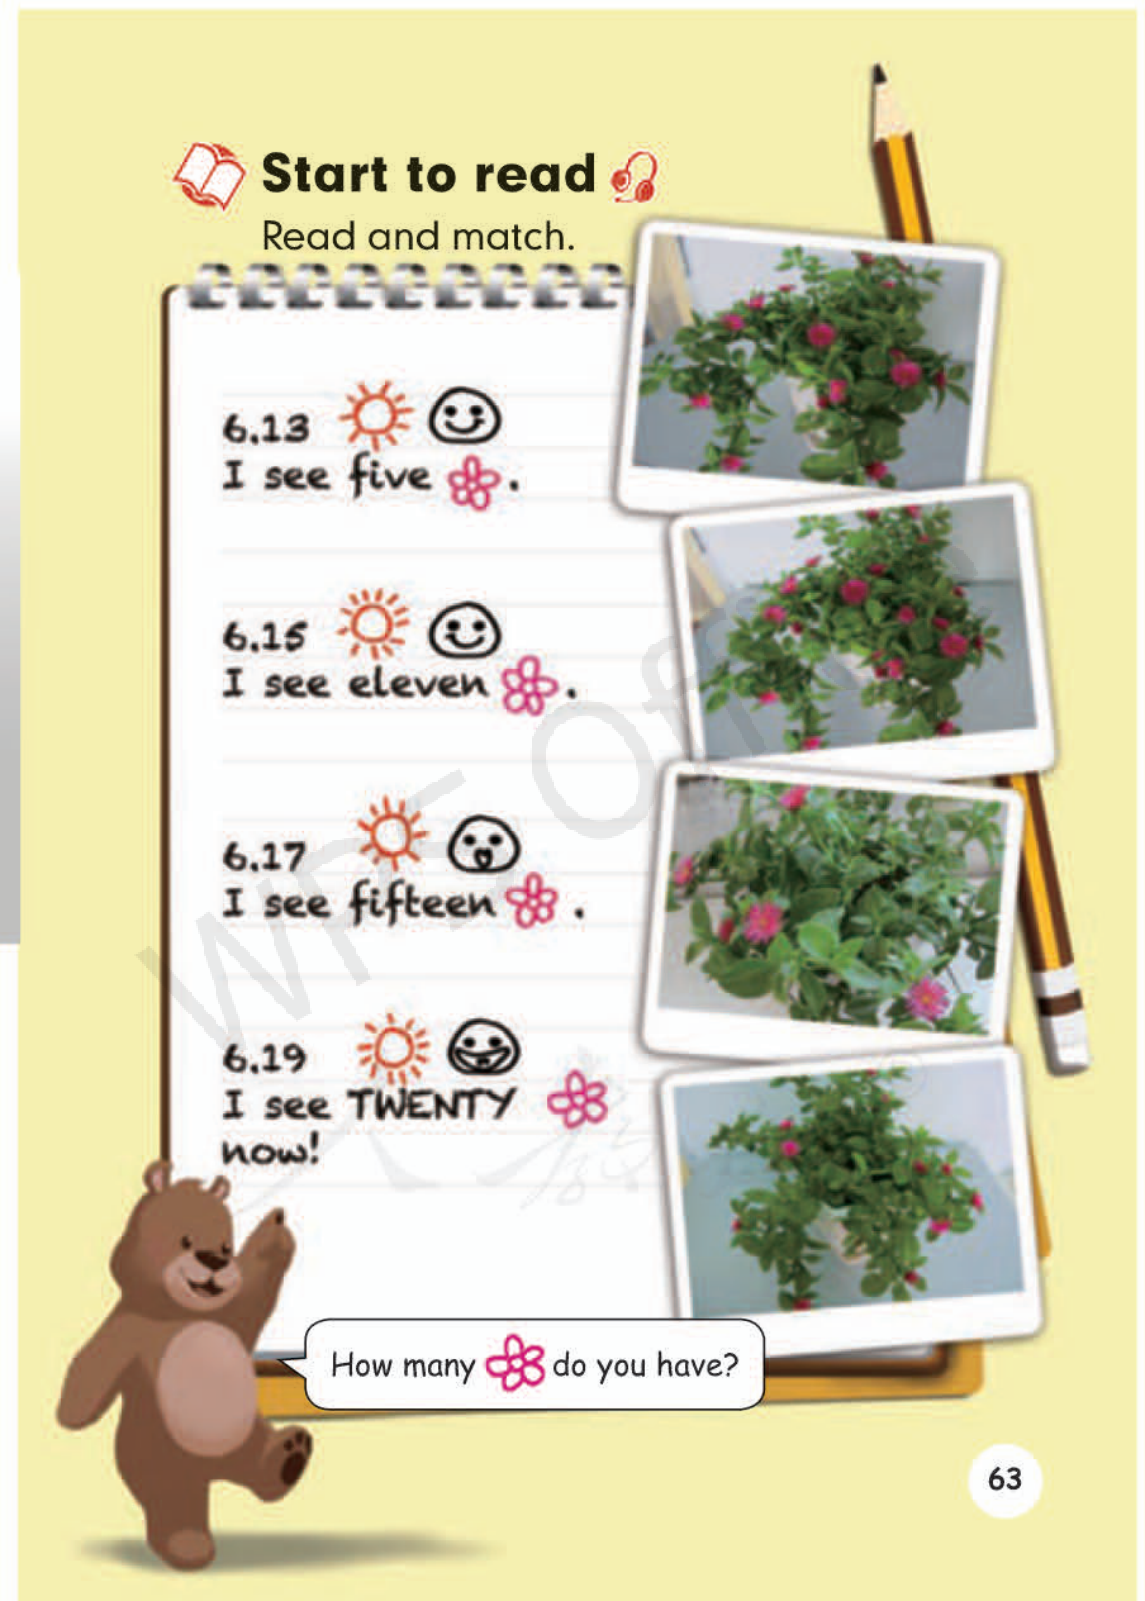 Start to read
Read and match.
6.13
I see five .
6.15
I see eleven .
6.17
I see fifteen .
6.19
I see TWENTY
now!
How many do you have?
63